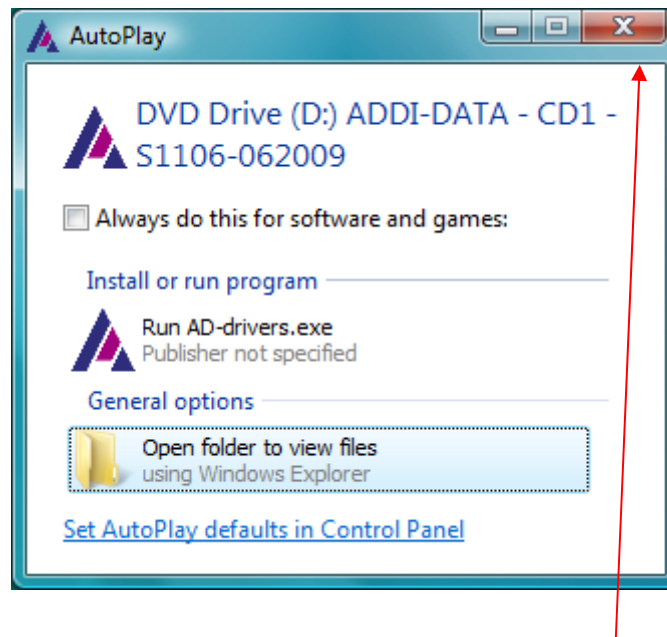 AutoPlay
DVD Drive (D:) ADDI-DATA - CD1 -
S1106-062009
Always do this for software and games:
Install or run program
Run AD-drivers.exe
Publisher not specified
General options
Open folder to view files
using Windows Explorer
Set AutoPlay defaults in Control Panel